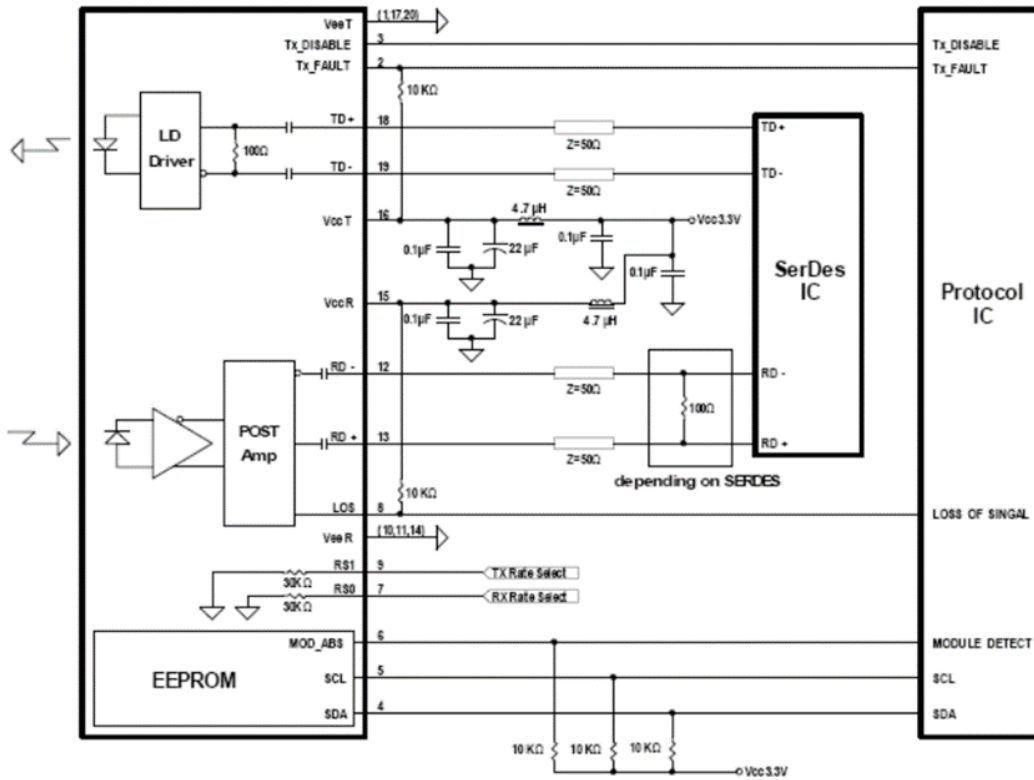 VeeT (1,17,20)
Tx_DISABLE 3 Tx_DISABLE
Tx_FAULT 2 Tx_FAULT
10 KΩ
LD
Driver
100Ω
TD+ 18 Z=50Ω TD+
TD- 19 Z=50Ω TD-
VccT 16 4.7 µH Vcc3.3V
0.1µF 22 µF 0.1µF 0.1µF
SerDes
IC
Protocol
IC
VccR 15
0.1µF 22 µF 4.7 µH
RD - 12 Z=50Ω RD -
100Ω
POST
Amp
RD + 13 Z=50Ω RD +
depending on SERDES
10 KΩ
LOS 8 LOSS OF SINGAL
VeeR (10,11,14)
RS1 9 TX Rate Select
30KΩ
RS0 7 RX Rate Select
30KΩ
MOD_ABS 6 MODULE DETECT
EEPROM
SCL 5 SCL
SDA 4 SDA
10 KΩ 10 KΩ 10 KΩ
Vcc3.3V